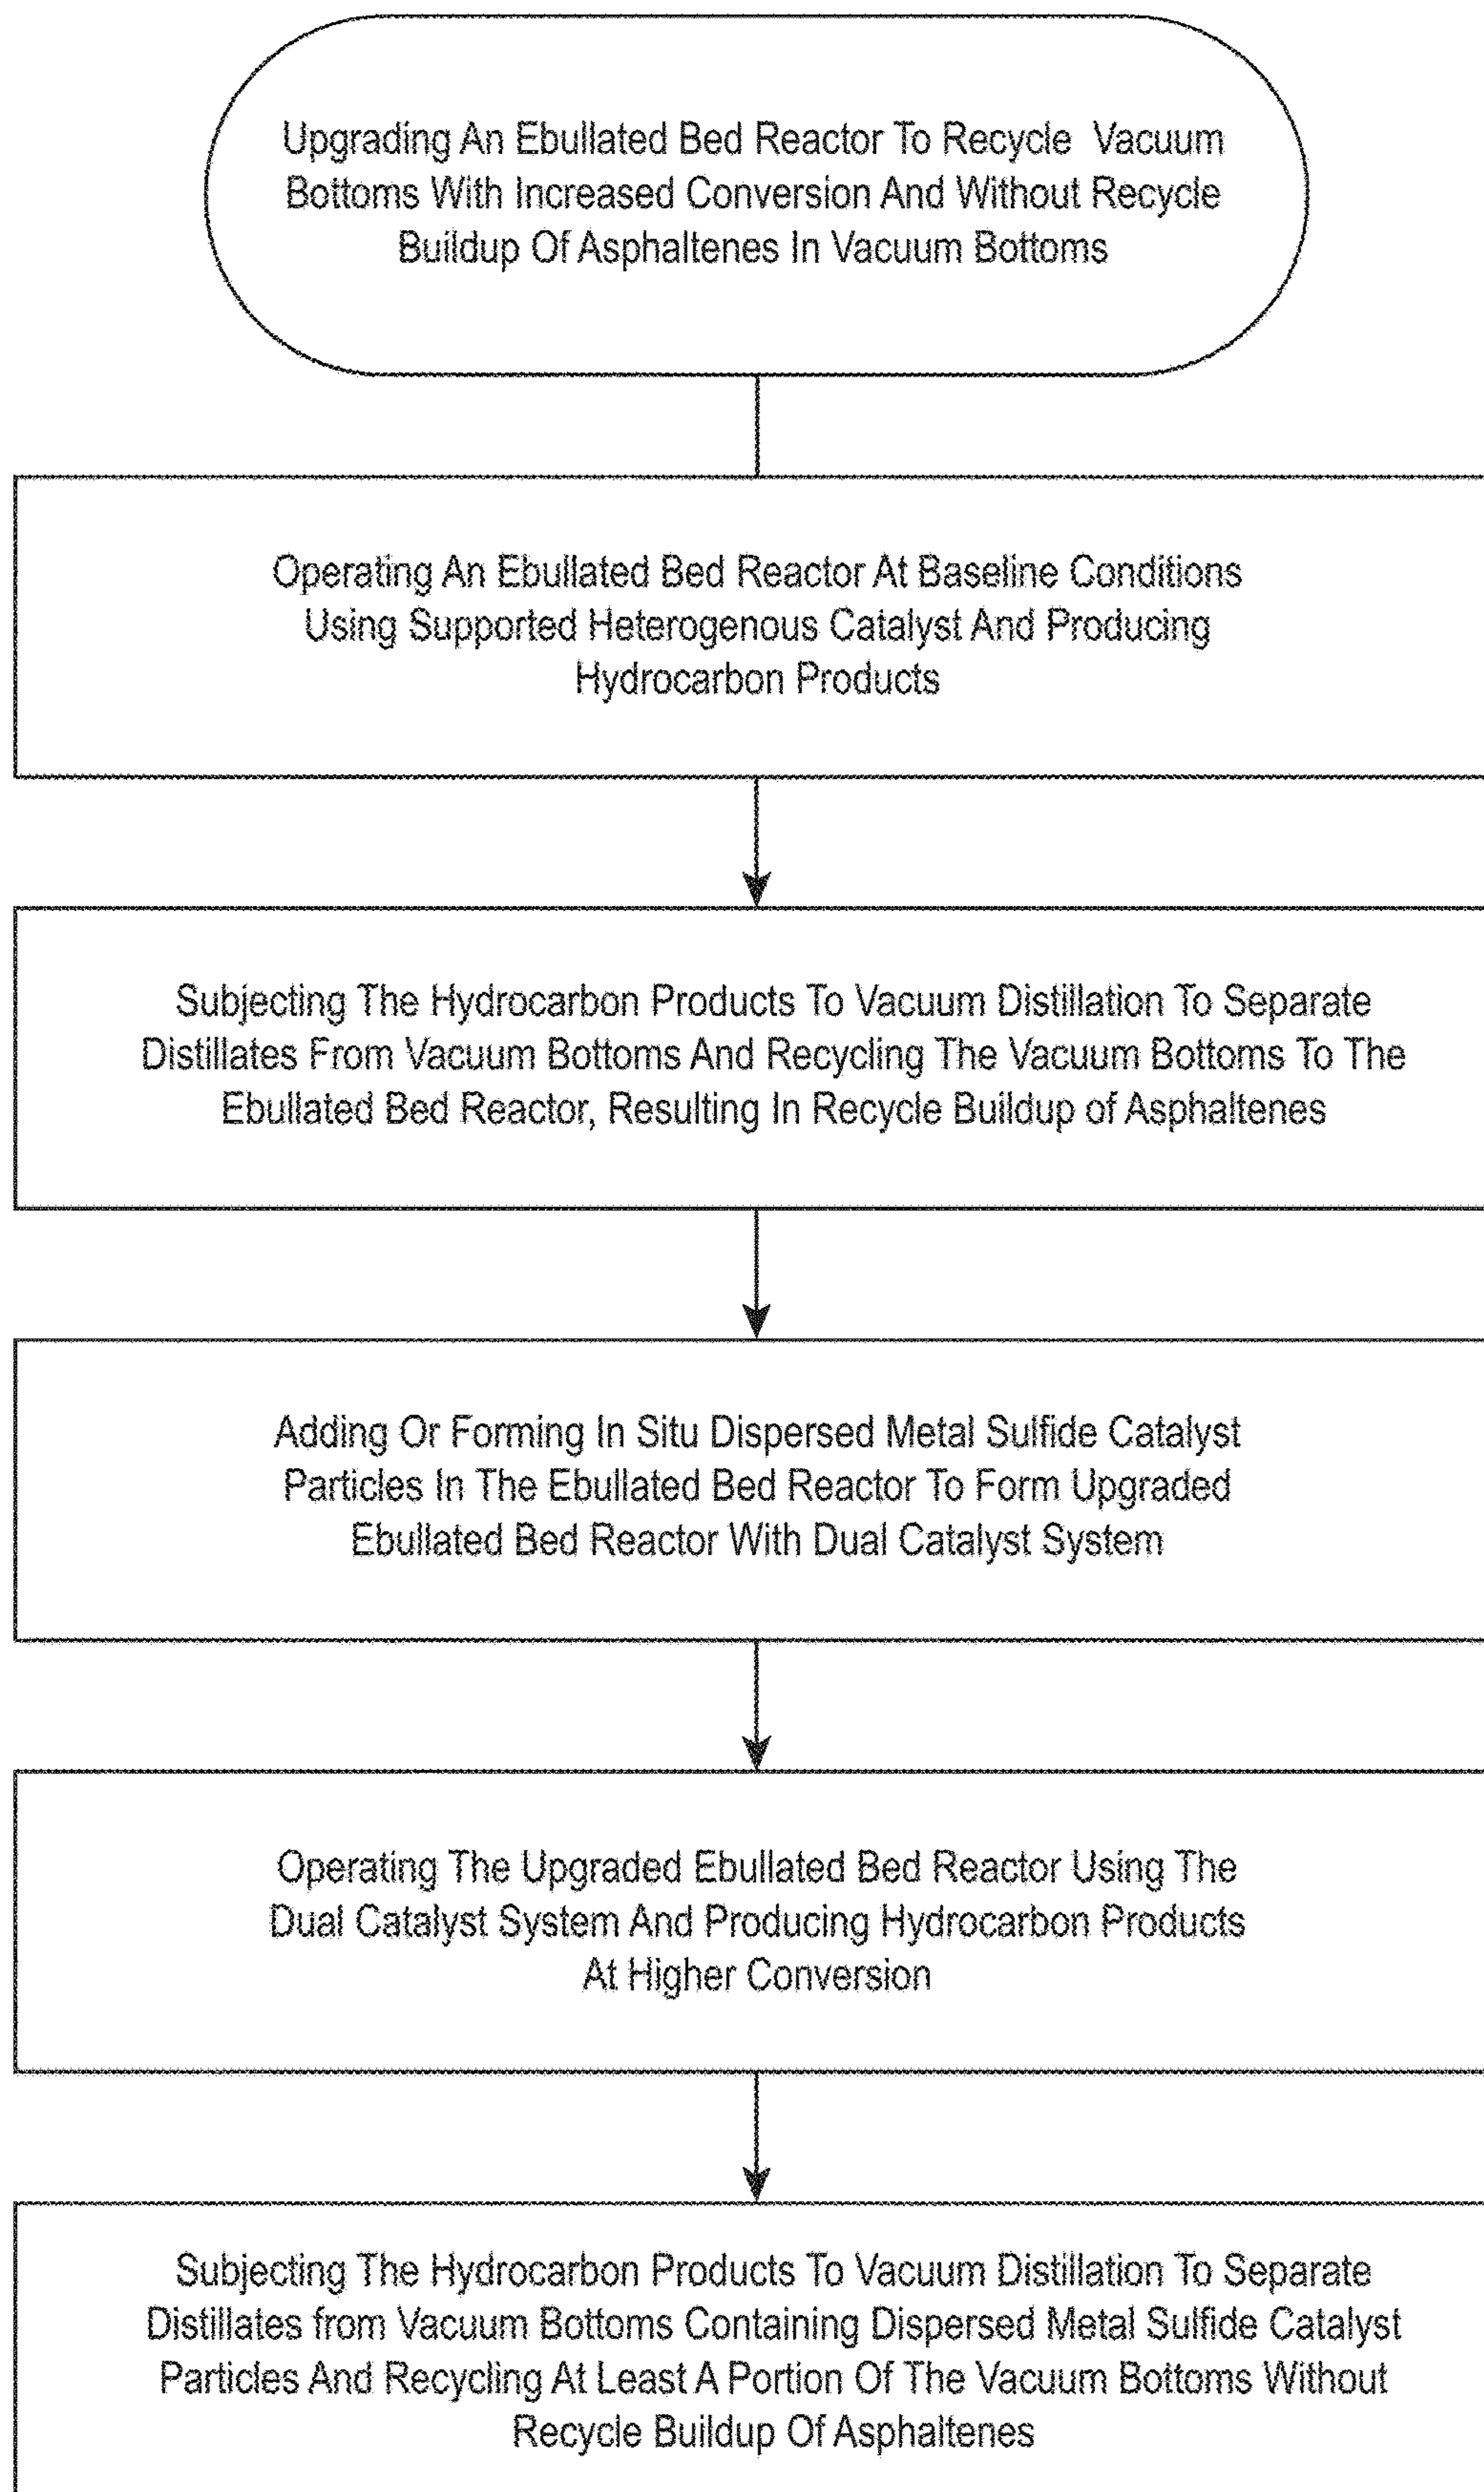 Upgrading An Ebullated Bed Reactor To Recycle Vacuum
Bottoms With Increased Conversion And Without Recycle
Buildup Of Asphaltenes In Vacuum Bottoms
Operating An Ebullated Bed Reactor At Baseline Conditions
Using Supported Heterogenous Catalyst And Producing
Hydrocarbon Products
Subjecting The Hydrocarbon Products To Vacuum Distillation To Separate
Distillates From Vacuum Bottoms And Recycling The Vacuum Bottoms To The
Ebullated Bed Reactor, Resulting In Recycle Buildup of Asphaltenes
Adding Or Forming In Situ Dispersed Metal Sulfide Catalyst
Particles In The Ebullated Bed Reactor To Form Upgraded
Ebullated Bed Reactor With Dual Catalyst System
Operating The Upgraded Ebullated Bed Reactor Using The
Dual Catalyst System And Producing Hydrocarbon Products
At Higher Conversion
Subjecting The Hydrocarbon Products To Vacuum Distillation To Separate
Distillates from Vacuum Bottoms Containing Dispersed Metal Sulfide Catalyst
Particles And Recycling At Least A Portion Of The Vacuum Bottoms Without
Recycle Buildup Of Asphaltenes